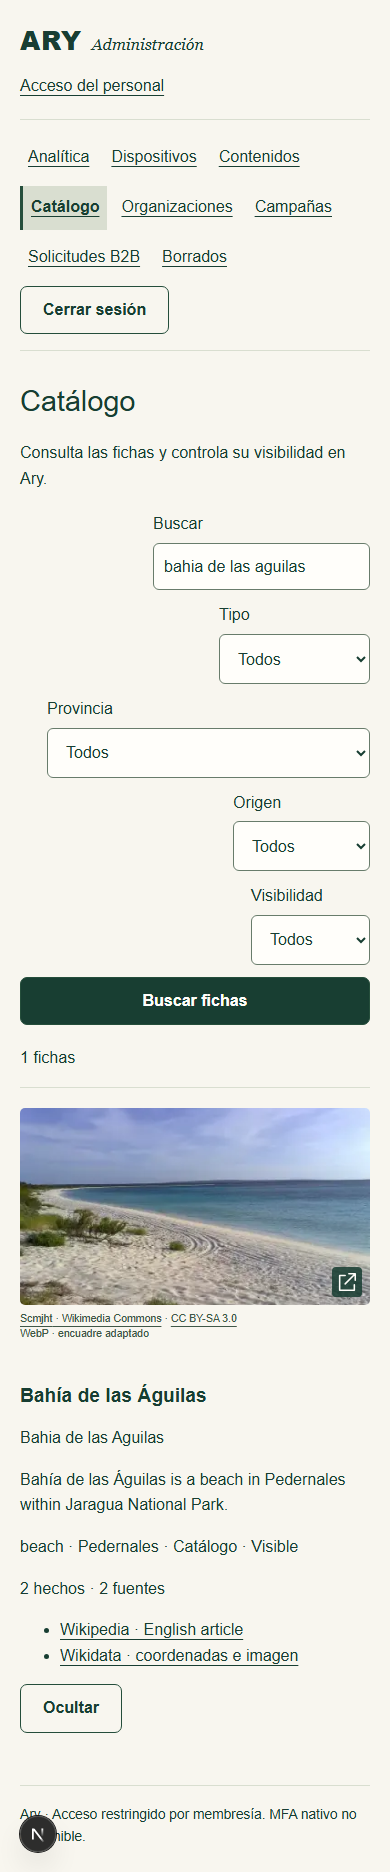 ARY Administración
Acceso del personal
Analítica Dispositivos Contenidos
Catálogo Organizaciones Campañas
Solicitudes B2B Borrados
Cerrar sesión
Catálogo
Consulta las fichas y controla su visibilidad en
Ary.
Buscar
bahia de las aguilas
Tipo
Todos
Provincia
Todos
Origen
Todos
Visibilidad
Todos
Buscar fichas
1 fichas
Scmjht · Wikimedia Commons · CC BY-SA 3.0
WebP · encuadre adaptado
Bahía de las Águilas
Bahia de las Aguilas
Bahía de las Águilas is a beach in Pedernales
within Jaragua National Park.
beach · Pedernales · Catálogo · Visible
2 hechos · 2 fuentes
• Wikipedia · English article
• Wikidata · coordenadas e imagen
Ocultar
Ary · Acceso restringido por membresía. MFA nativo no
N